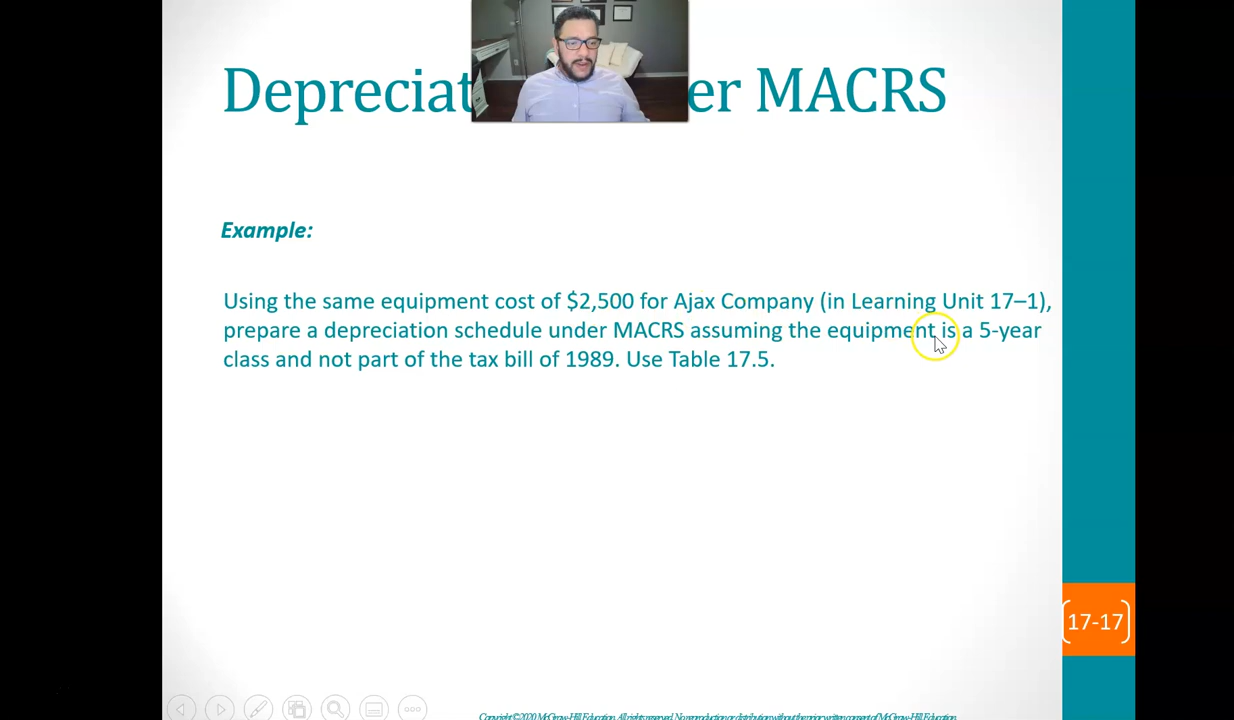 Depreciat er MACRS
Example:
Using the same equipment cost of $2,500 for Ajax Company (in Learning Unit 17–1),
prepare a depreciation schedule under MACRS assuming the equipment is a 5-year
class and not part of the tax bill of 1989. Use Table 17.5.
17-17
Copyright ©2020 McGraw-Hill Education. All rights reserved. No reproduction or distribution without the prior written consent of McGraw-Hill Education.